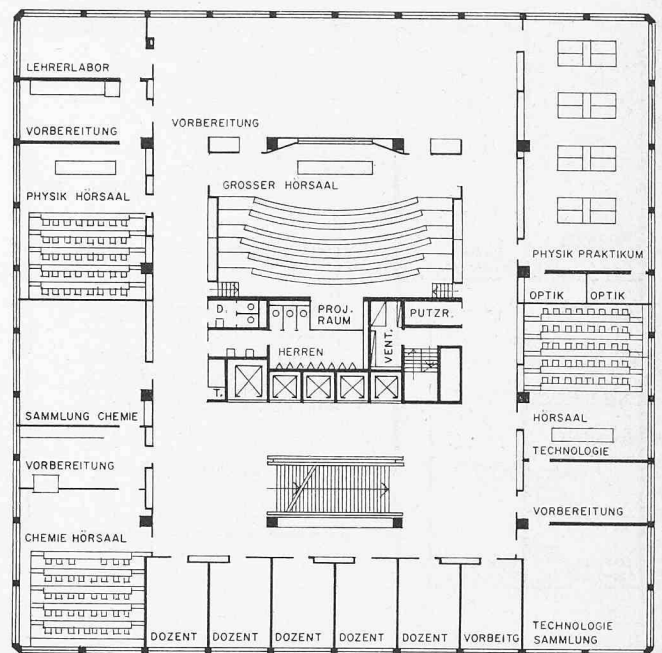 LEHRERLABOR
VORBEREITUNG
VORBEREITUNG
PHYSIK HÖRSAAL
GROSSER HÖRSAAL
PHYSIK PRAKTIKUM
OPTIK OPTIK
D.
PROJ.
RAUM
PUTZR.
HERREN
VENT.
T.
SAMMLUNG CHEMIE
HÖRSAAL
TECHNOLOGIE
VORBEREITUNG
VORBEREITUNG
CHEMIE HÖRSAAL
DOZENT DOZENT DOZENT DOZENT DOZENT VORBEITG
TECHNOLOGIE
SAMMLUNG